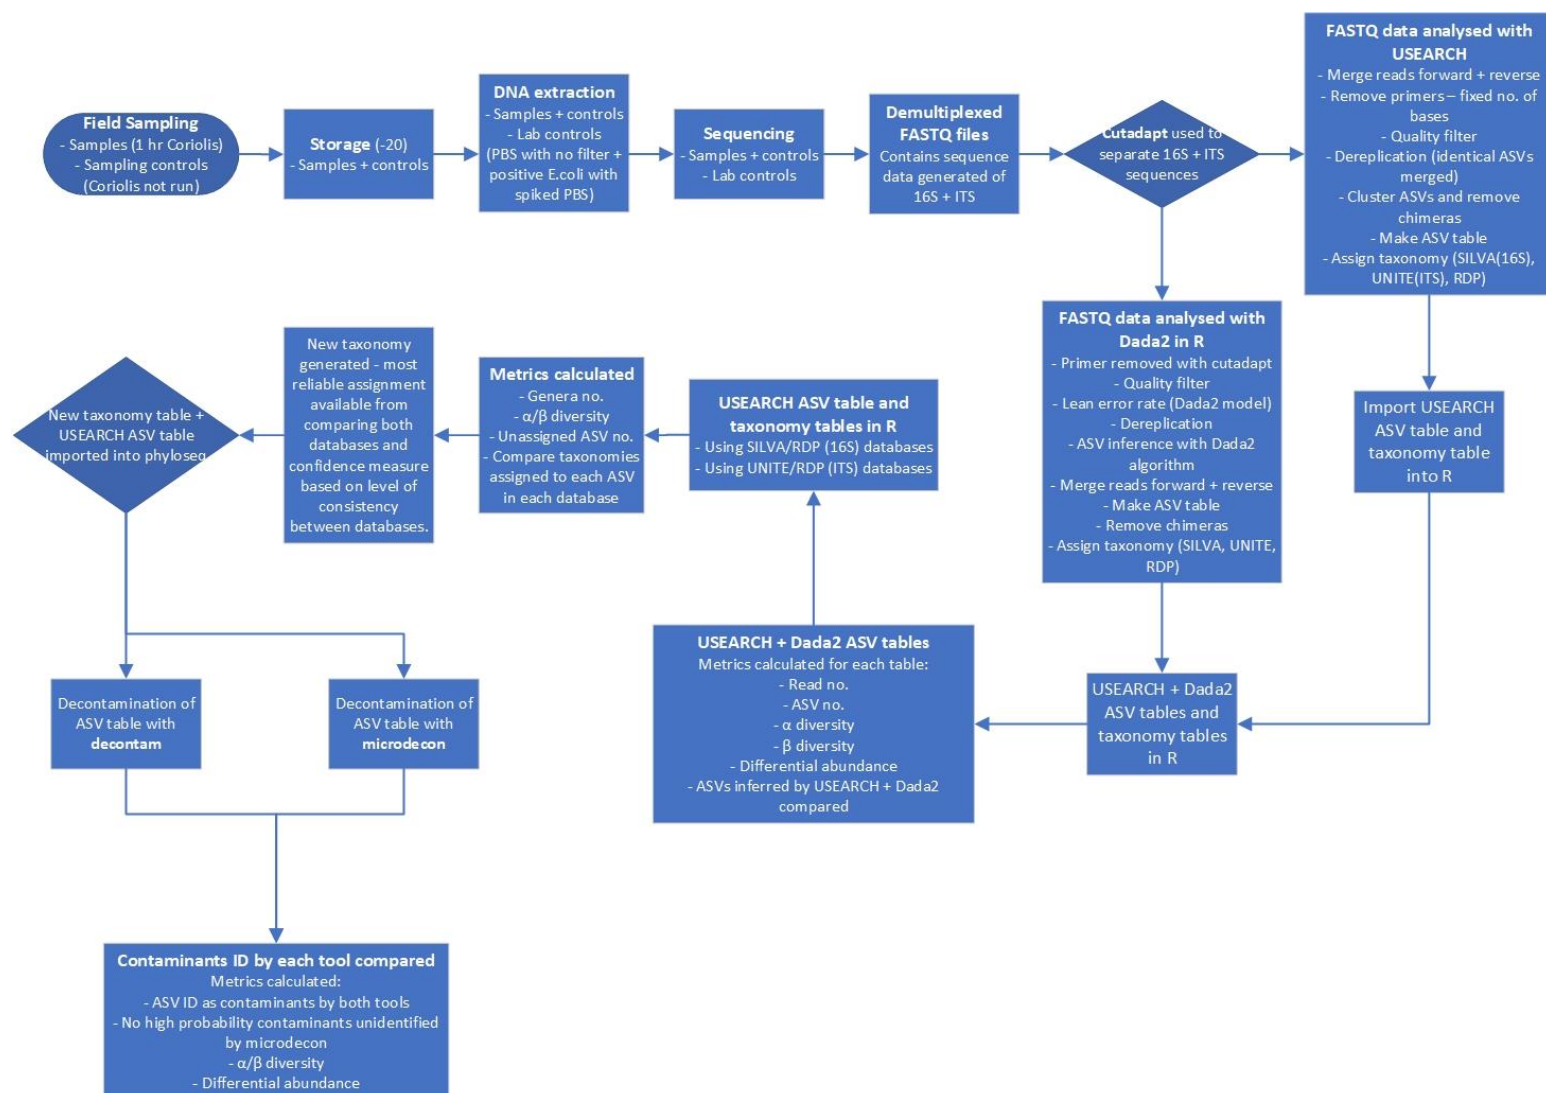 Field Sampling
- Samples (1 hr Coriolis)
- Sampling controls
(Coriolis not run)
Storage (-20)
- Samples + controls
DNA extraction
- Samples + controls
- Lab controls
(PBS with no filter +
positive E.coli with
spiked PBS)
Sequencing
- Samples + controls
- Lab controls
Demultiplexed
FASTQ files
Contains sequence
data generated of
16S + ITS
Cutadapt used to
separate 16S + ITS
sequences
FASTQ data analysed with
USEARCH
- Merge reads forward + reverse
- Remove primers – fixed no. of
bases
- Quality filter
- Dereplication (identical ASVs
merged)
- Cluster ASVs and remove
chimeras
- Make ASV table
- Assign taxonomy (SILVA(16S),
UNITE(ITS), RDP)
FASTQ data analysed with
Dada2 in R
- Primer removed with cutadapt
- Quality filter
- Lean error rate (Dada2 model)
- Dereplication
- ASV inference with Dada2
algorithm
- Merge reads forward + reverse
- Make ASV table
- Remove chimeras
- Assign taxonomy (SILVA, UNITE,
RDP)
Import USEARCH
ASV table and
taxonomy table
into R
USEARCH + Dada2
ASV tables and
taxonomy tables
in R
USEARCH + Dada2 ASV tables
Metrics calculated for each table:
- Read no.
- ASV no.
- α diversity
- β diversity
- Differential abundance
- ASVs inferred by USEARCH + Dada2
compared
USEARCH ASV table and
taxonomy tables in R
- Using SILVA/RDP (16S) databases
- Using UNITE/RDP (ITS) databases
Metrics calculated
- Genera no.
- α/β diversity
- Unassigned ASV no.
- Compare taxonomies
assigned to each ASV
in each database
New taxonomy
generated - most
reliable assignment
available from
comparing both
databases and
confidence measure
based on level of
consistency
between databases.
New taxonomy table +
USEARCH ASV table
imported into phyloseq
Decontamination of
ASV table with
decontam
Decontamination of
ASV table with
microdecon
Contaminants ID by each tool compared
Metrics calculated:
- ASV ID as contaminants by both tools
- No high probability contaminants unidentified
by microdecon
- α/β diversity
- Differential abundance